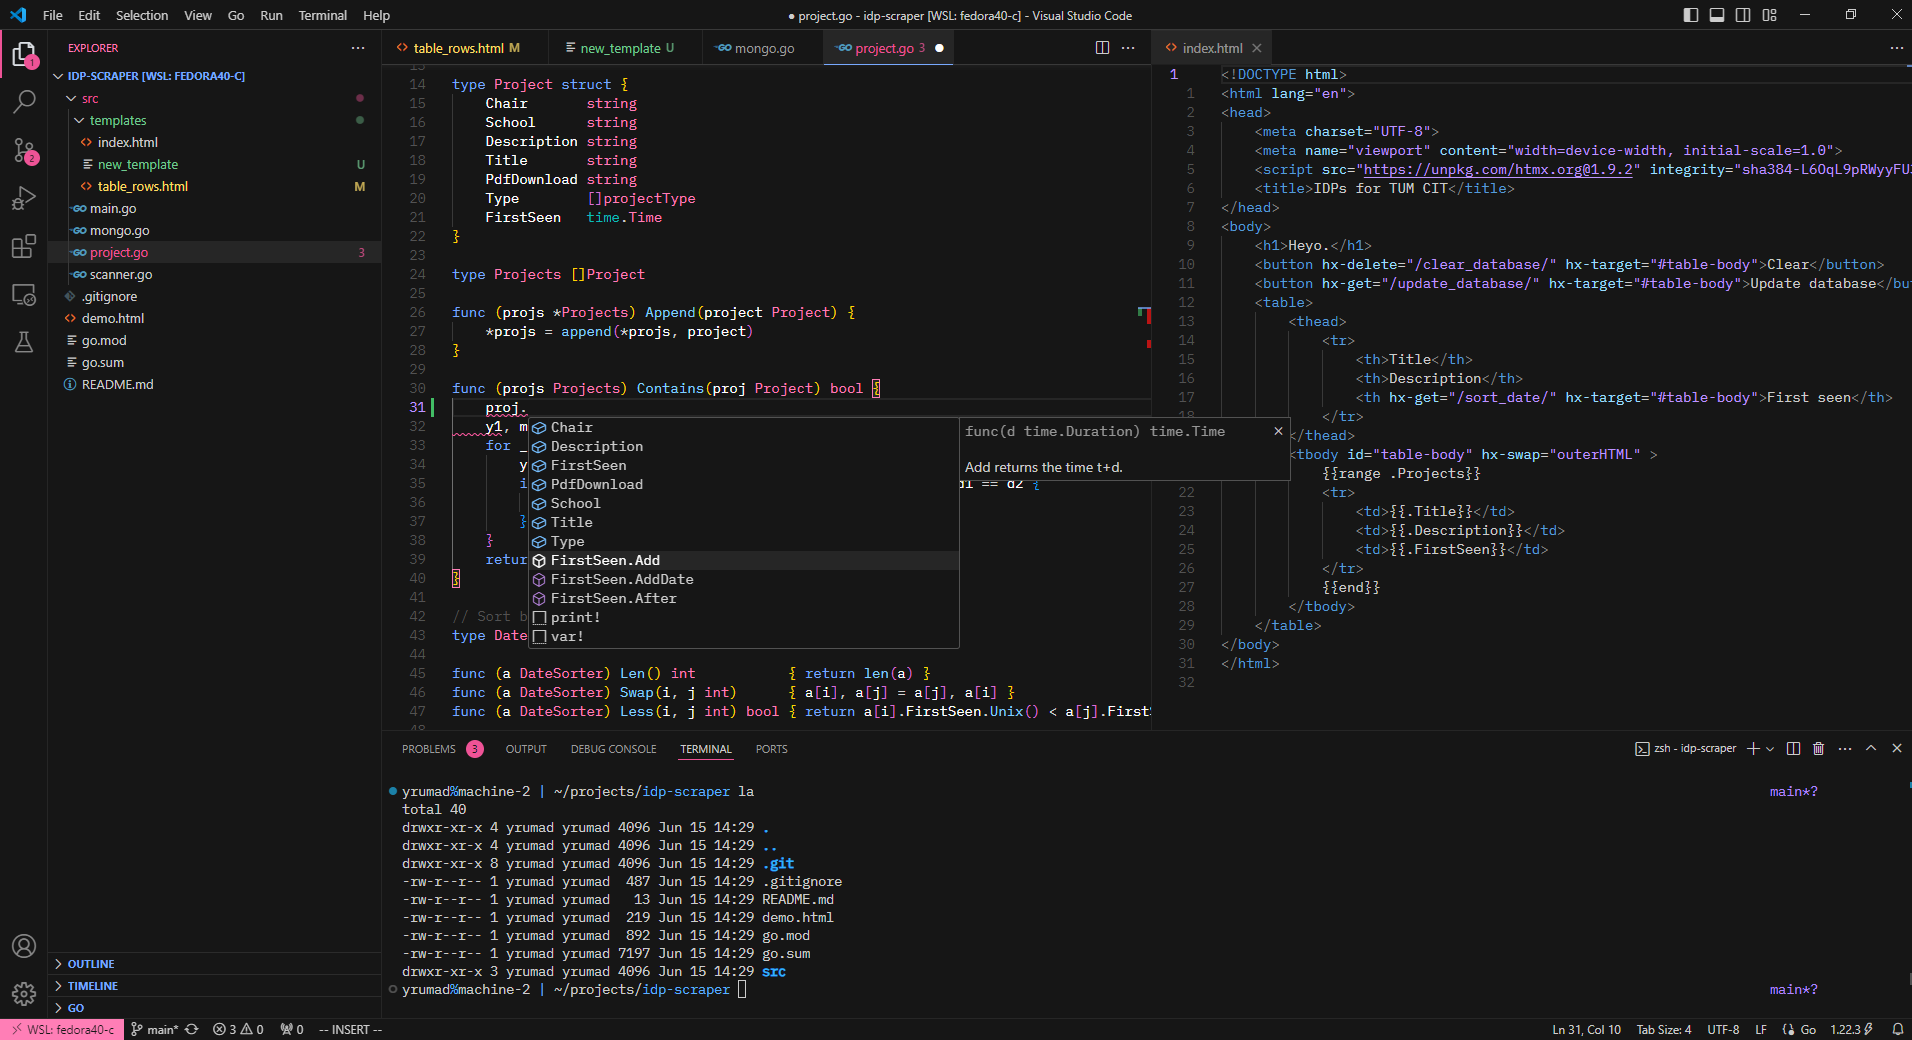 File Edit Selection View Go Run Terminal Help
● project.go - idp-scraper [WSL: fedora40-c] - Visual Studio Code
EXPLORER
IDP-SCRAPER [WSL: FEDORA40-C]
src
templates
index.html
new_template U
table_rows.html M
main.go
mongo.go
project.go 3
scanner.go
.gitignore
demo.html
go.mod
go.sum
README.md
OUTLINE
TIMELINE
GO
1
2
table_rows.html M new_template U mongo.go project.go 3 ●
13
14 type Project struct {
15 Chair string
16 School string
17 Description string
18 Title string
19 PdfDownload string
20 Type []projectType
21 FirstSeen time.Time
22 }
23
24 type Projects []Project
25
26 func (projs *Projects) Append(project Project) {
27 *projs = append(*projs, project)
28 }
29
30 func (projs Projects) Contains(proj Project) bool {
31 proj.
32 y1, m
33 for _
34 y
35 i d1 == d2 {
36
37 }
38 }
39 retur
40 }
41
42 // Sort b
43 type Date
44
45 func (a DateSorter) Len() int { return len(a) }
46 func (a DateSorter) Swap(i, j int) { a[i], a[j] = a[j], a[i] }
47 func (a DateSorter) Less(i, j int) bool { return a[i].FirstSeen.Unix() < a[j].FirstS
48
Chair
Description
FirstSeen
PdfDownload
School
Title
Type
FirstSeen.Add
FirstSeen.AddDate
FirstSeen.After
print!
var!
func(d time.Duration) time.Time
Add returns the time t+d.
index.html
1 <!DOCTYPE html>
1 <html lang="en">
2 <head>
3 <meta charset="UTF-8">
4 <meta name="viewport" content="width=device-width, initial-scale=1.0">
5 <script src="https://unpkg.com/htmx.org@1.9.2" integrity="sha384-L6OqL9pRWyyFU3
6 <title>IDPs for TUM CIT</title>
7 </head>
8 <body>
9 <h1>Heyo.</h1>
10 <button hx-delete="/clear_database/" hx-target="#table-body">Clear</button>
11 <button hx-get="/update_database/" hx-target="#table-body">Update database</but
12 <table>
13 <thead>
14 <tr>
15 <th>Title</th>
16 <th>Description</th>
17 <th hx-get="/sort_date/" hx-target="#table-body">First seen</th>
18 </tr>
</thead>
<tbody id="table-body" hx-swap="outerHTML" >
{{range .Projects}}
22 <tr>
23 <td>{{.Title}}</td>
24 <td>{{.Description}}</td>
25 <td>{{.FirstSeen}}</td>
26 </tr>
27 {{end}}
28 </tbody>
29 </table>
30 </body>
31 </html>
32
PROBLEMS 3 OUTPUT DEBUG CONSOLE TERMINAL PORTS
zsh - idp-scraper
yrumad%machine-2 | ~/projects/idp-scraper la main*?
total 40
drwxr-xr-x 4 yrumad yrumad 4096 Jun 15 14:29 .
drwxr-xr-x 4 yrumad yrumad 4096 Jun 15 14:29 ..
drwxr-xr-x 8 yrumad yrumad 4096 Jun 15 14:29 .git
-rw-r--r-- 1 yrumad yrumad 487 Jun 15 14:29 .gitignore
-rw-r--r-- 1 yrumad yrumad 13 Jun 15 14:29 README.md
-rw-r--r-- 1 yrumad yrumad 219 Jun 15 14:29 demo.html
-rw-r--r-- 1 yrumad yrumad 892 Jun 15 14:29 go.mod
-rw-r--r-- 1 yrumad yrumad 7197 Jun 15 14:29 go.sum
drwxr-xr-x 3 yrumad yrumad 4096 Jun 15 14:29 src
yrumad%machine-2 | ~/projects/idp-scraper main*?
WSL: fedora40-c main* 3 0 0 -- INSERT --
Ln 31, Col 10 Tab Size: 4 UTF-8 LF Go 1.22.3